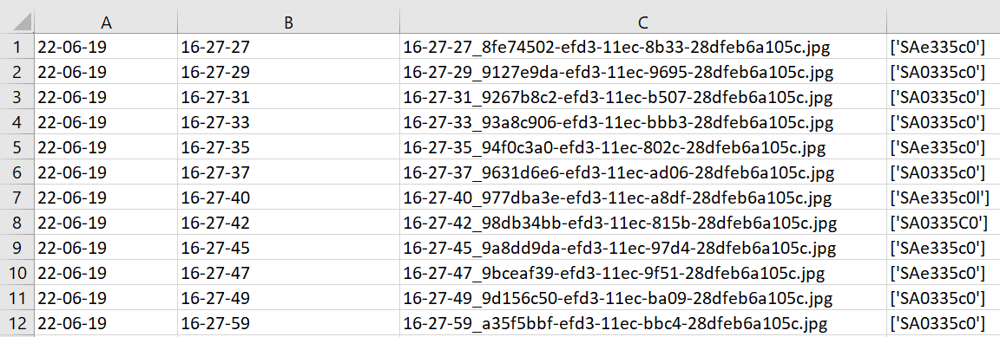 A B C
1 22-06-19 16-27-27 16-27-27_8fe74502-efd3-11ec-8b33-28dfeb6a105c.jpg ['SAe335c0']
2 22-06-19 16-27-29 16-27-29_9127e9da-efd3-11ec-9695-28dfeb6a105c.jpg ['SA0335c0']
3 22-06-19 16-27-31 16-27-31_9267b8c2-efd3-11ec-b507-28dfeb6a105c.jpg ['SA0335c0']
4 22-06-19 16-27-33 16-27-33_93a8c906-efd3-11ec-bbb3-28dfeb6a105c.jpg ['SA0335c0']
5 22-06-19 16-27-35 16-27-35_94f0c3a0-efd3-11ec-802c-28dfeb6a105c.jpg ['SA0335c0']
6 22-06-19 16-27-37 16-27-37_9631d6e6-efd3-11ec-ad06-28dfeb6a105c.jpg ['SA0335c0']
7 22-06-19 16-27-40 16-27-40_977dba3e-efd3-11ec-a8df-28dfeb6a105c.jpg ['SAe335c0l']
8 22-06-19 16-27-42 16-27-42_98db34bb-efd3-11ec-815b-28dfeb6a105c.jpg ['SA0335C0']
9 22-06-19 16-27-45 16-27-45_9a8dd9da-efd3-11ec-97d4-28dfeb6a105c.jpg ['SAe335c0']
10 22-06-19 16-27-47 16-27-47_9bceaf39-efd3-11ec-9f51-28dfeb6a105c.jpg ['SAe335c0']
11 22-06-19 16-27-49 16-27-49_9d156c50-efd3-11ec-ba09-28dfeb6a105c.jpg ['SA0335c0']
12 22-06-19 16-27-59 16-27-59_a35f5bbf-efd3-11ec-bbc4-28dfeb6a105c.jpg ['SA0335c0']